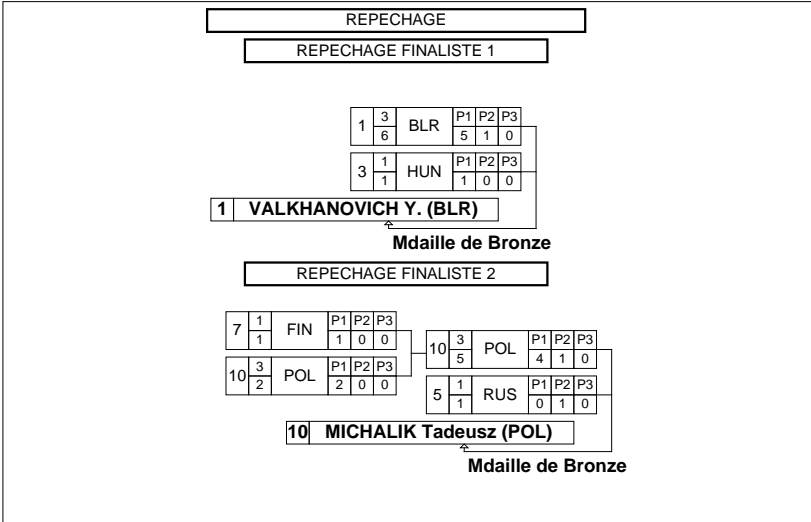 REPECHAGE
REPECHAGE FINALISTE 1
1 3 BLR P1 P2 P3
6 5 1 0
3 1 HUN P1 P2 P3
1 1 0 0
1 VALKHANOVICH Y. (BLR)
Mdaille de Bronze
REPECHAGE FINALISTE 2
7 1 FIN P1 P2 P3
1 1 0 0
10 3 POL P1 P2 P3
2 2 0 0
10 3 POL P1 P2 P3
5 4 1 0
5 1 RUS P1 P2 P3
1 0 1 0
10 MICHALIK Tadeusz (POL)
Mdaille de Bronze